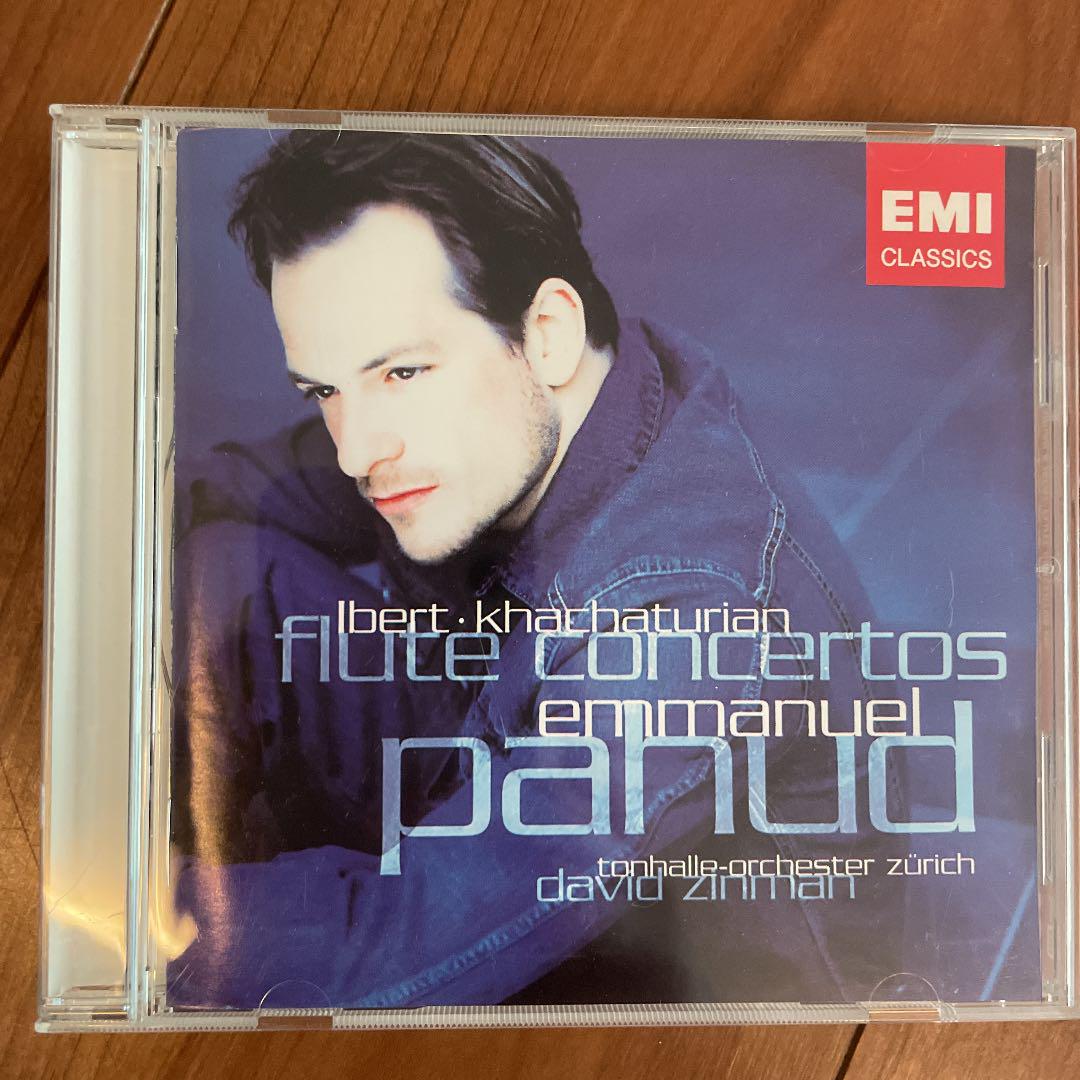 EMI
CLASSICS
Ibert · khachaturian
flute concertos
emmanuel
pahud
tonhalle-orchester zürich
david zinman